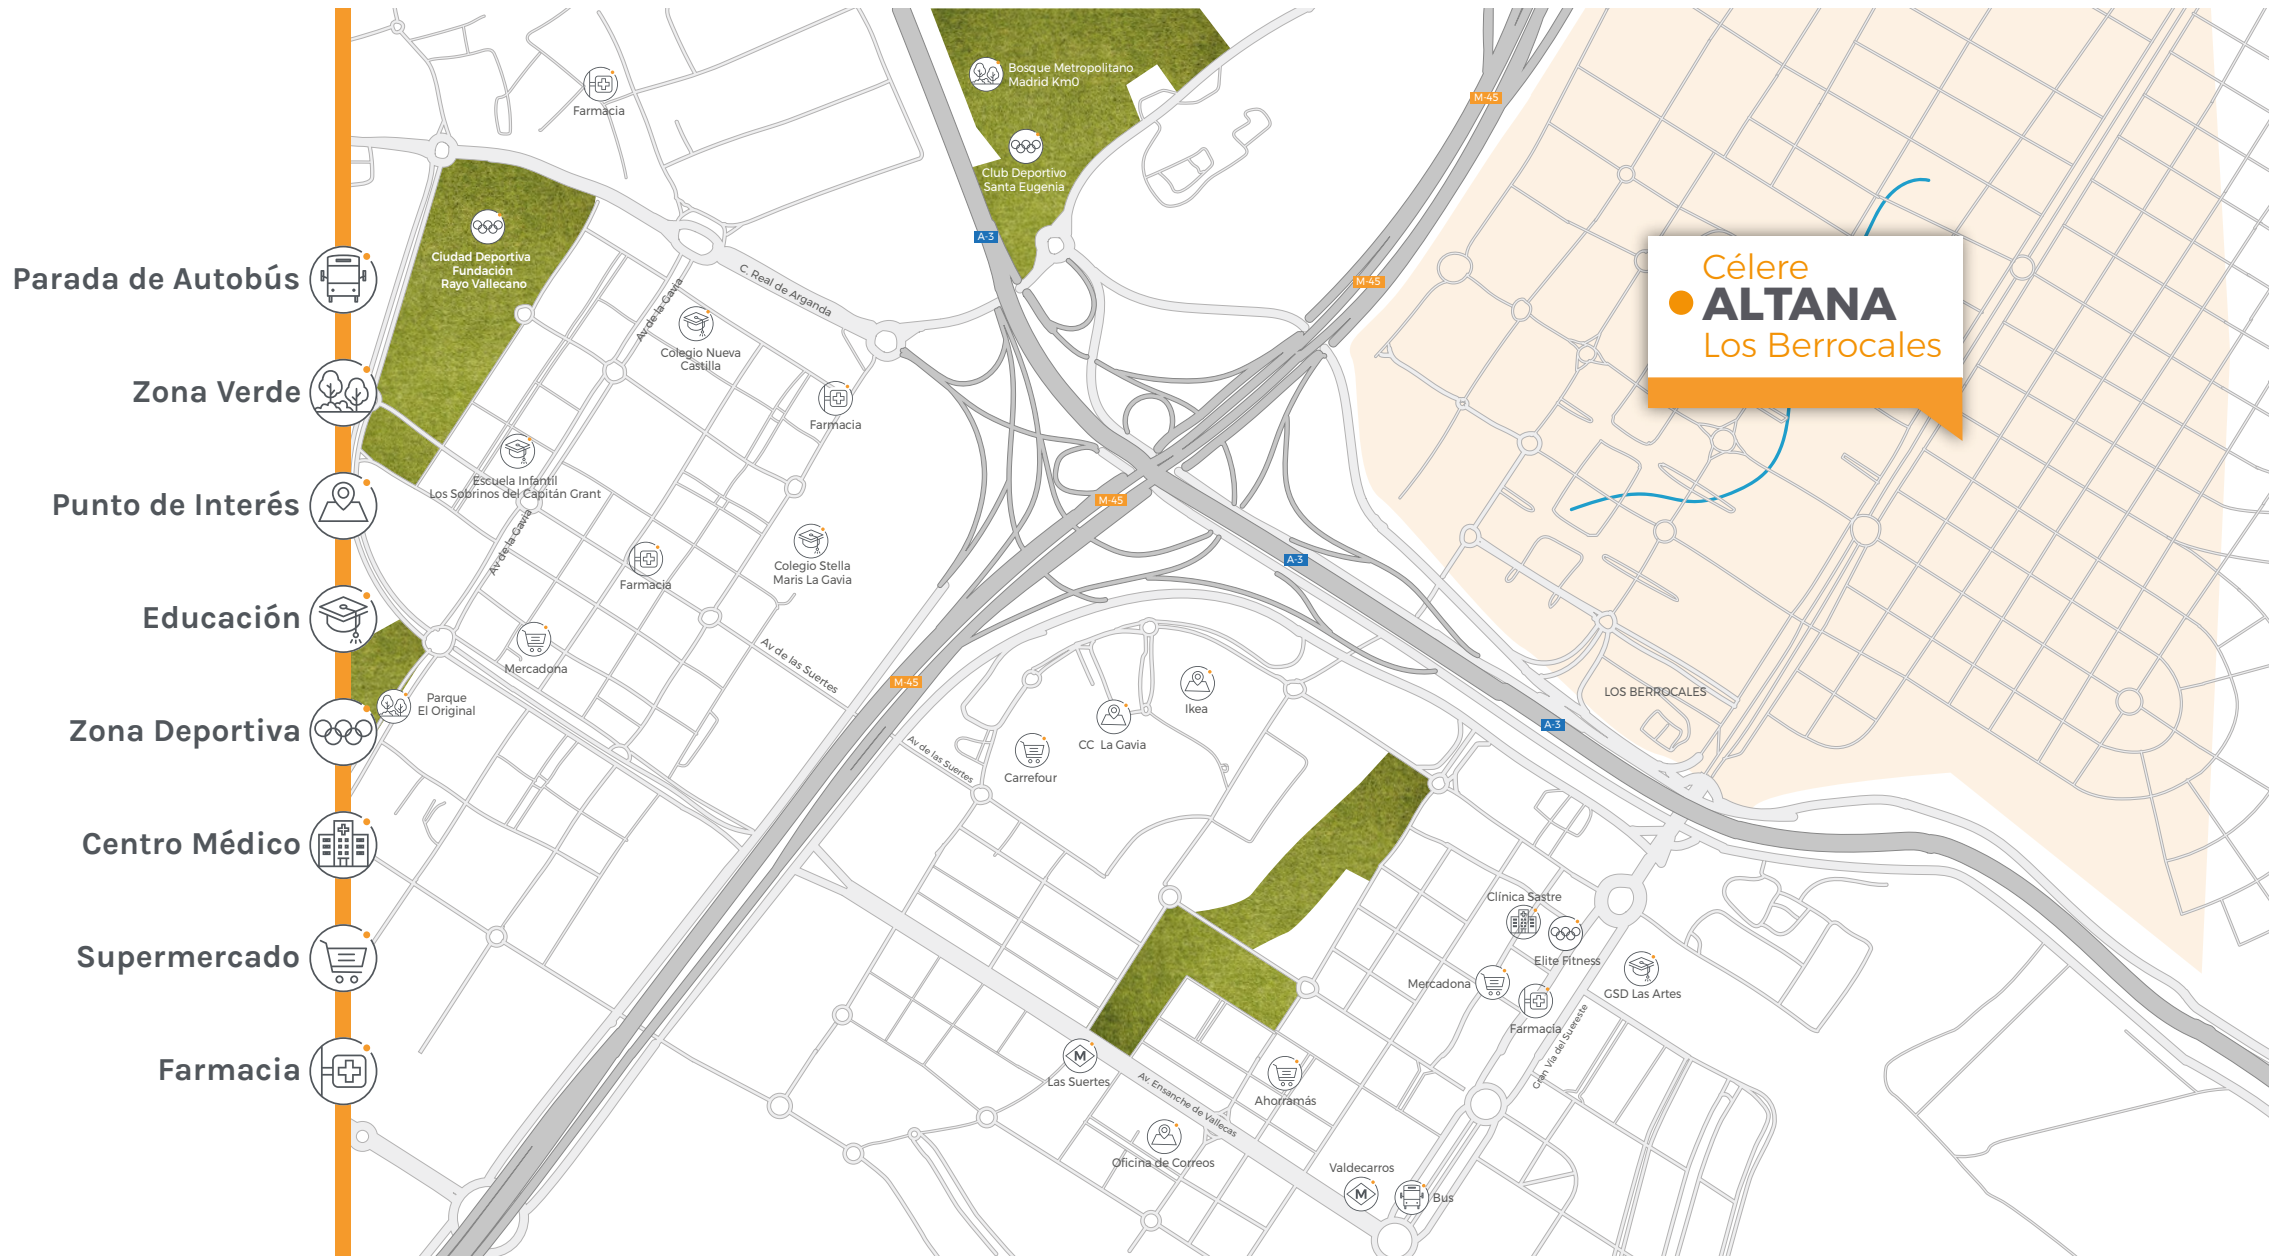 Parada de Autobús
Zona Verde
Punto de Interés
Educación
Zona Deportiva
Centro Médico
Supermercado
Farmacia
Farmacia
Bosque Metropolitano
Madrid Km0
Club Deportivo
Santa Eugenia
M-45
A-3
Ciudad Deportiva
Fundación
Rayo Vallecano
C. Real de Arganda
Av de la Gavia
M-45
Célere
ALTANA
Los Berrocales
Colegio Nueva
Castilla
Farmacia
Escuela Infantil
Los Sobrinos del Capitán Grant
M-45
Av de la Gavia
Colegio Stella
Maris La Gavia
Farmacia
A-3
Mercadona
Av de las Suertes
M-45
Parque
El Original
Ikea
LOS BERROCALES
A-3
CC La Gavia
Av de las Suertes
Carrefour
Clínica Sastre
Elite Fitness
Mercadona
GSD Las Artes
Farmacia
Gran Vía del Suereste
M
Las Suertes
Av Ensanche de Vallecas
Ahorramás
Oficina de Correos
Valdecarros
M
Bus